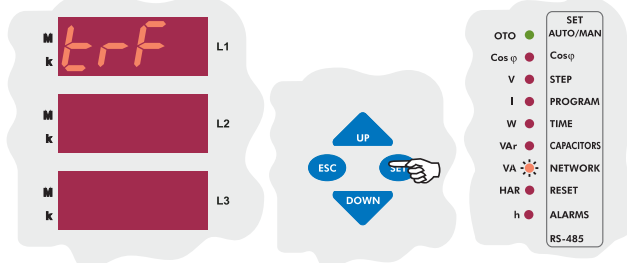 M
k
trF
L1
M
k
L2
M
k
L3
UP
ESC
SET
DOWN
SET
OTO AUTO/MAN
Cos φ Cosφ
V STEP
I PROGRAM
W TIME
VAr CAPACITORS
VA NETWORK
HAR RESET
h ALARMS
RS-485